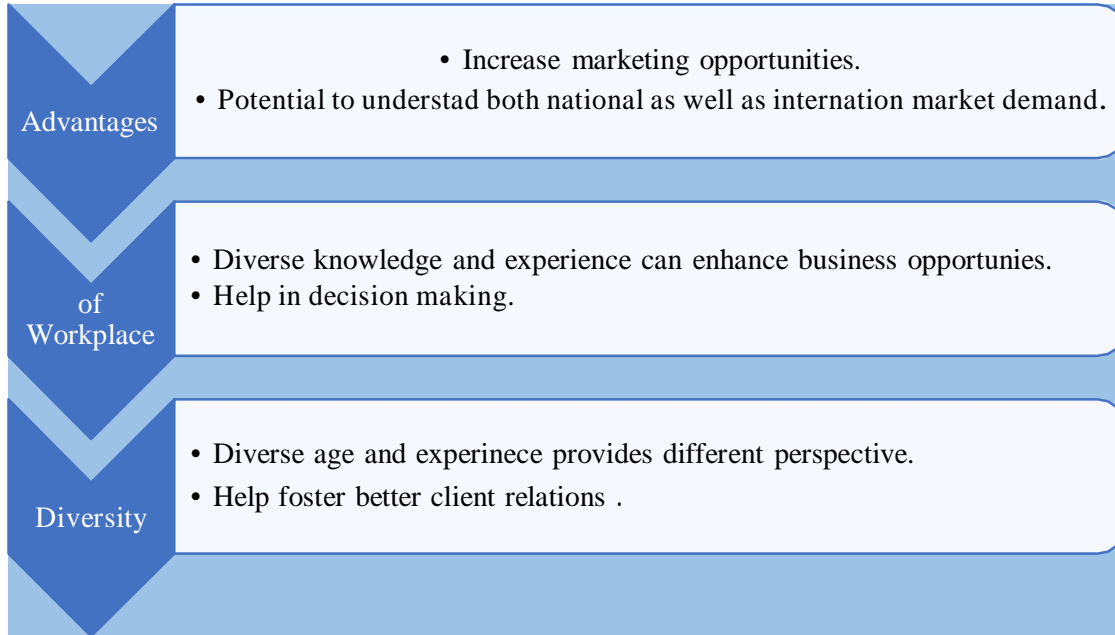 Advantages
• Increase marketing opportunities.
• Potential to understad both national as well as internation market demand.
of
Workplace
• Diverse knowledge and experience can enhance business opportunies.
• Help in decision making.
Diversity
• Diverse age and experinece provides different perspective.
• Help foster better client relations .